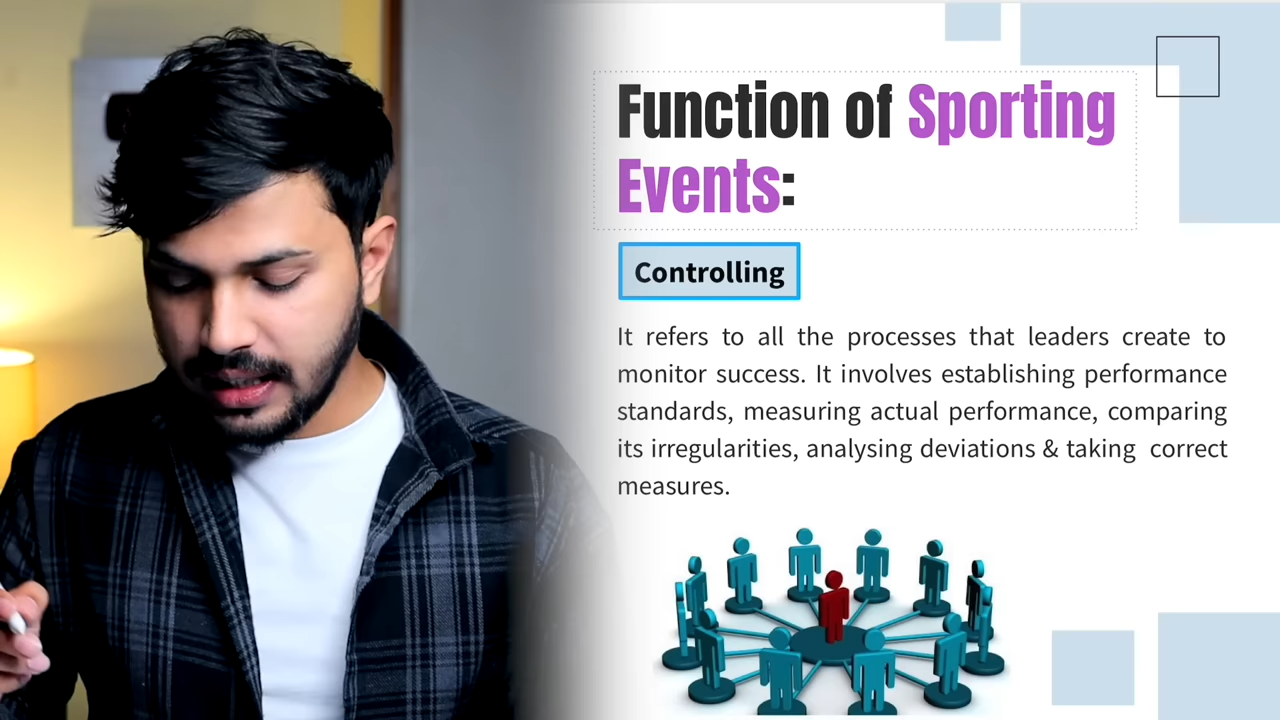 Function of Sporting
Events:
Controlling
It refers to all the processes that leaders create to
monitor success. It involves establishing performance
standards, measuring actual performance, comparing
its irregularities, analysing deviations & taking correct
measures.